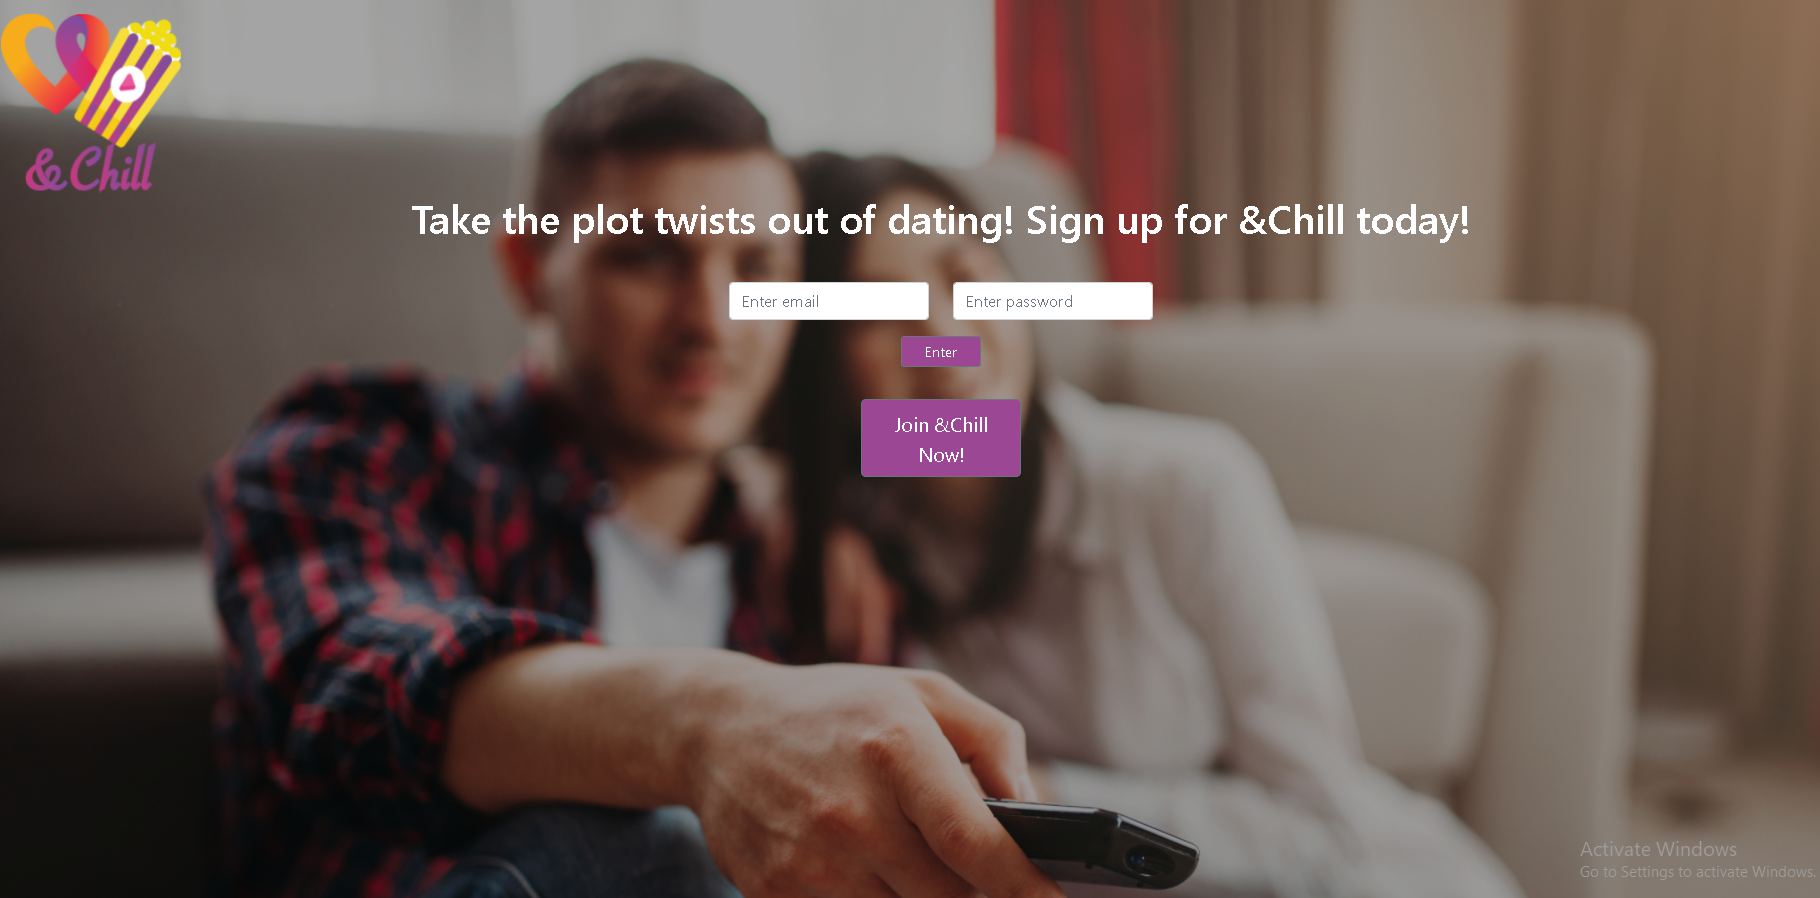 &Chill
Take the plot twists out of dating! Sign up for &Chill today!
Enter email
Enter password
Enter
Join &Chill
Now!
Activate Windows
Go to Settings to activate Windows.